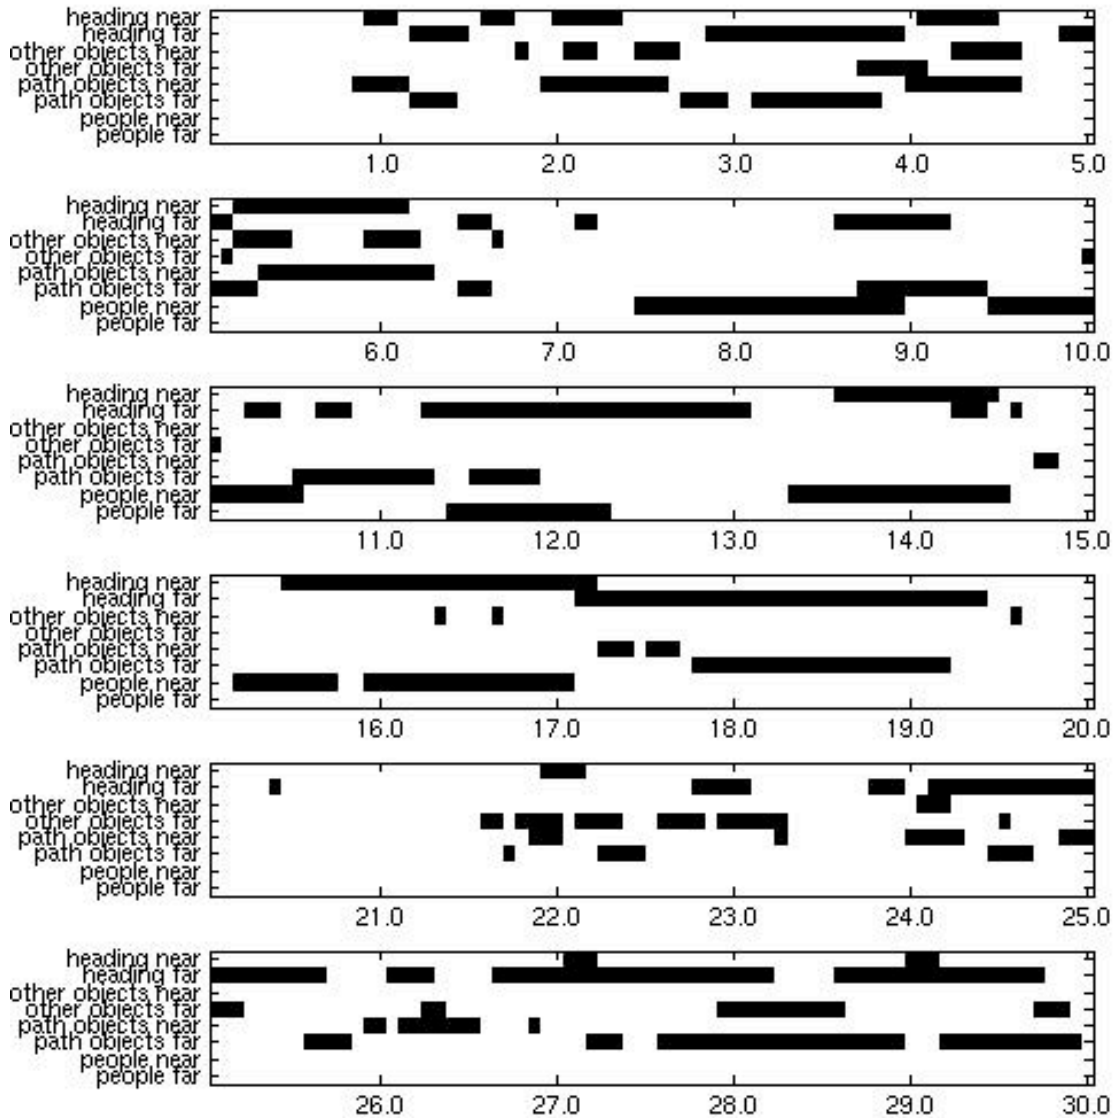 heading near
heading far
other objects near
other objects far
path objects near
path objects far
people near
people far
1.0 2.0 3.0 4.0 5.0
heading near
heading far
other objects near
other objects far
path objects near
path objects far
people near
people far
6.0 7.0 8.0 9.0 10.0
heading near
heading far
other objects near
other objects far
path objects near
path objects far
people near
people far
11.0 12.0 13.0 14.0 15.0
heading near
heading far
other objects near
other objects far
path objects near
path objects far
people near
people far
16.0 17.0 18.0 19.0 20.0
heading near
heading far
other objects near
other objects far
path objects near
path objects far
people near
people far
21.0 22.0 23.0 24.0 25.0
heading near
heading far
other objects near
other objects far
path objects near
path objects far
people near
people far
26.0 27.0 28.0 29.0 30.0